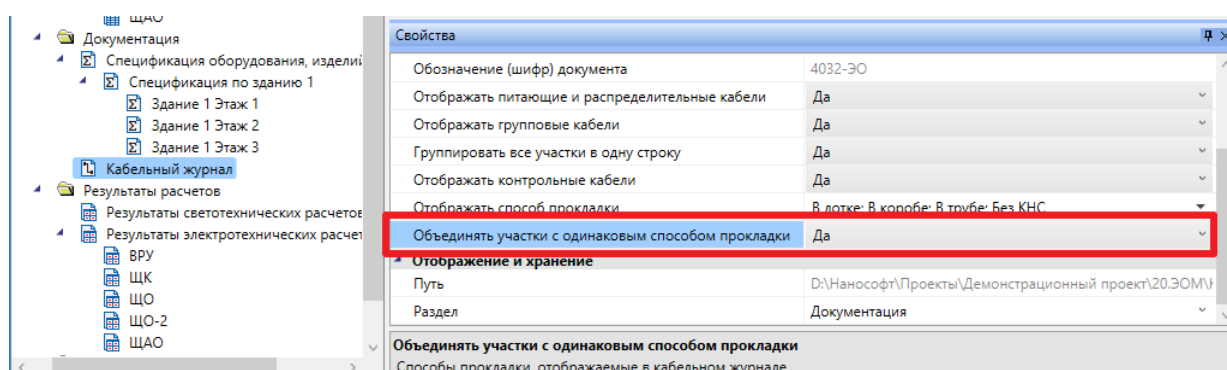 ЩАО
Документация
Спецификация оборудования, изделий
Спецификация по зданию 1
Здание 1 Этаж 1
Здание 1 Этаж 2
Здание 1 Этаж 3
Кабельный журнал
Результаты расчетов
Результаты светотехнических расчетов
Результаты электротехнических расчет
ВРУ
ЩК
ЩО
ЩО-2
ЩАО
Свойства
Обозначение (шифр) документа 4032-ЭО
Отображать питающие и распределительные кабели Да
Отображать групповые кабели Да
Группировать все участки в одну строку Да
Отображать контрольные кабели Да
Отображать способ прокладки В лотке; В коробе; В трубе; Без КНС
Объединять участки с одинаковым способом прокладки Да
Отображение и хранение
Путь D:\Нанософт\Проекты\Демонстрационный проект\20.ЭОМ\
Раздел Документация
Объединять участки с одинаковым способом прокладки
Способы прокладки, отображаемые в кабельном журнале